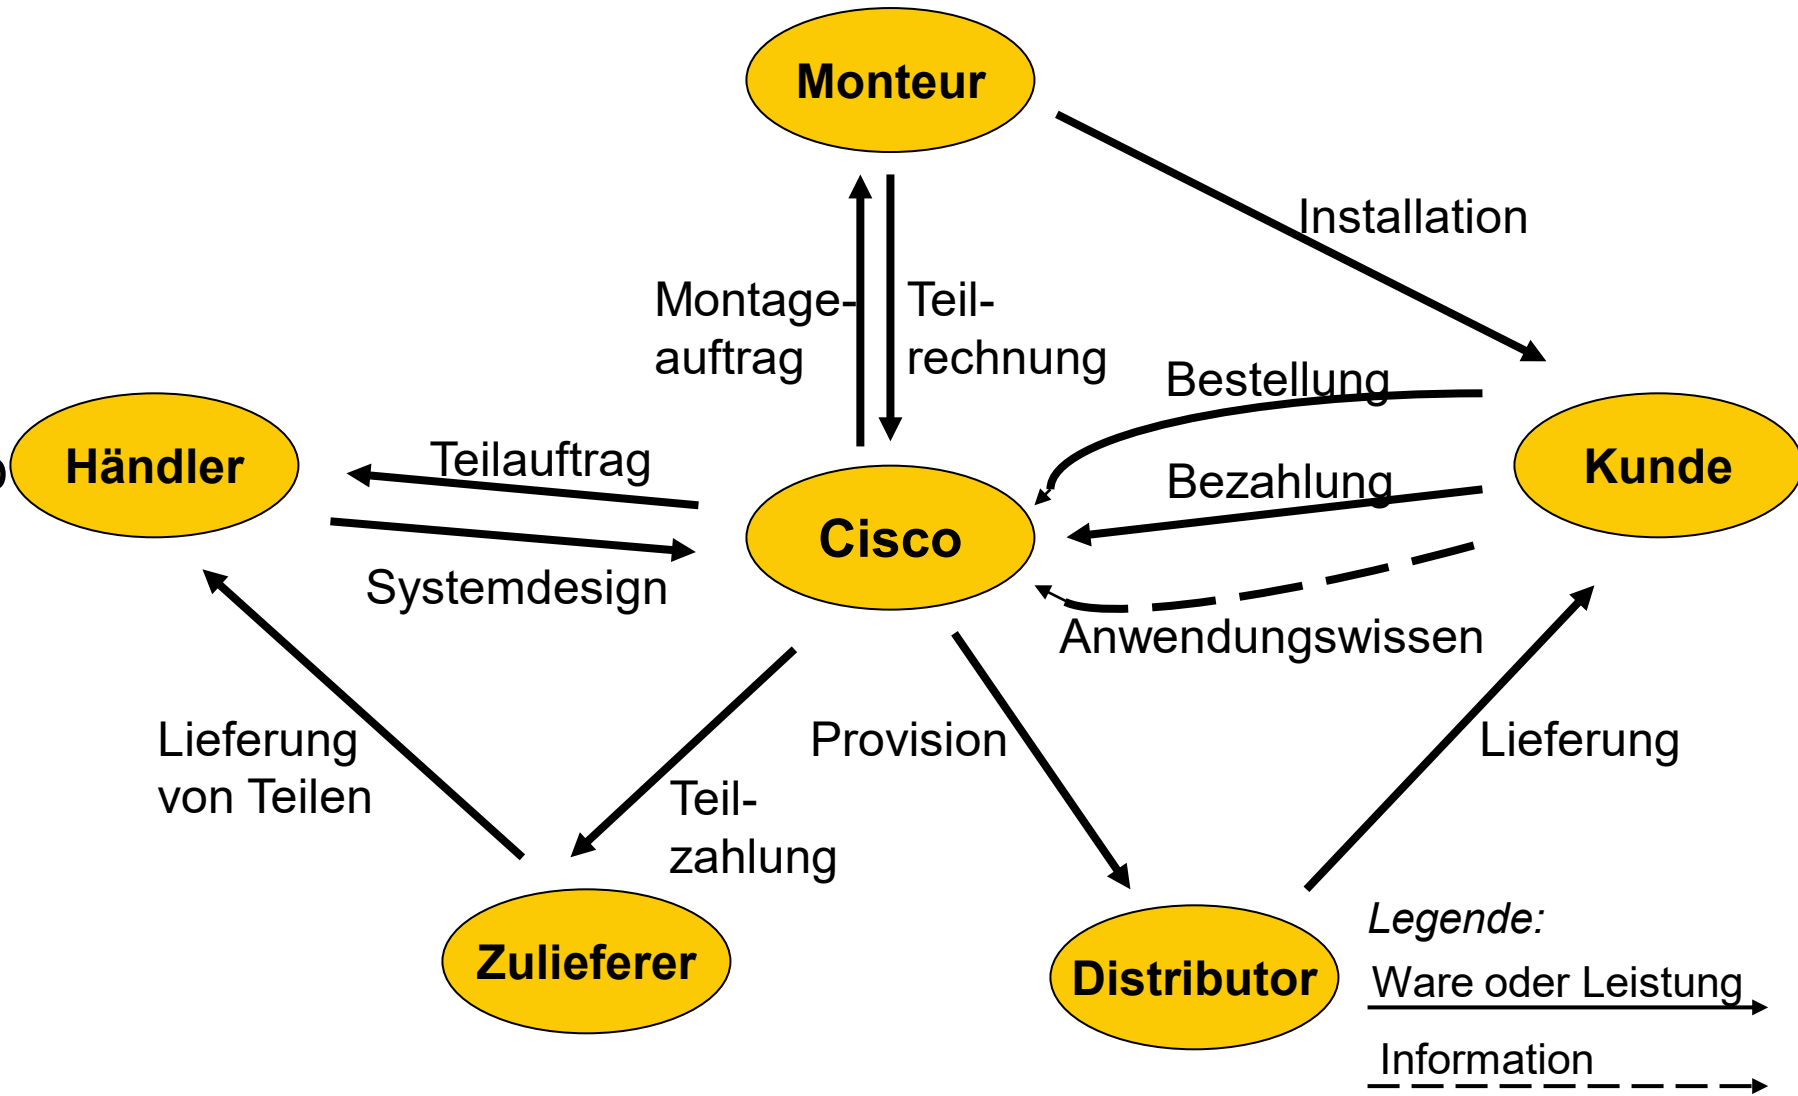 Monteur
Installation
Montage-
auftrag
Teil-
rechnung
Bestellung
Händler
Teilauftrag
Bezahlung
Kunde
Cisco
Systemdesign
Anwendungswissen
Lieferung
von Teilen
Provision
Lieferung
Teil-
zahlung
Zulieferer
Distributor
Legende:
Ware oder Leistung
Information